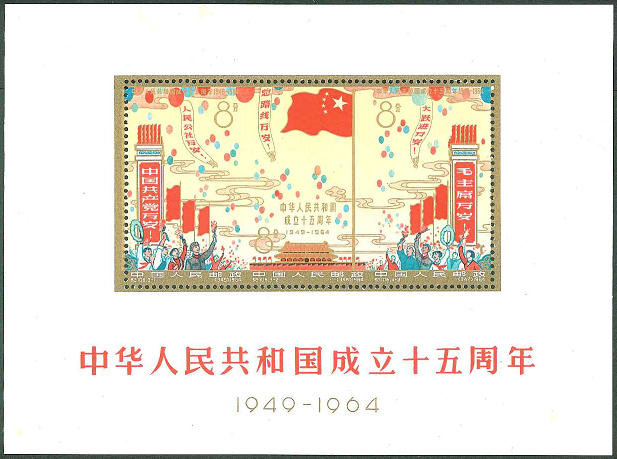 8分
8分
总路线万岁！
人民公社万岁！
大跃进万岁！
中国共产党万岁！
毛主席万岁！
中华人民共和国
成立十五周年
1949-1964
8分
中国人民邮政
中国人民邮政
中国人民邮政
中华人民共和国成立十五周年
1949-1964